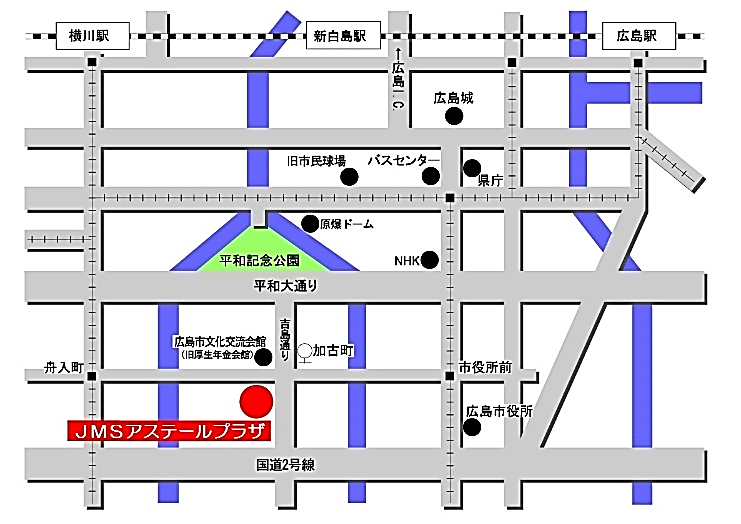 横川駅
新白島駅
広島駅
↑広島I.C.
広島城
旧市民球場
バスセンター
県庁
原爆ドーム
平和記念公園
NHK
平和大通り
吉島通り
広島市文化交流会館
(旧厚生年金会館)
加古町
舟入町
市役所前
広島市役所
JMSアステールプラザ
国道2号線